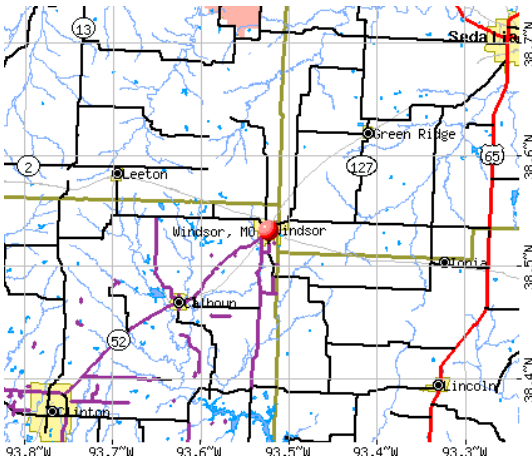 13
Sedalia
38.7°N
Green Ridge
2
Leeton
127
65
38.6°N
Windsor, MO
Windsor
Ionia
38.5°N
Calhoun
52
38.4°N
Lincoln
Clinton
93.8°W 93.7°W 93.6°W 93.5°W 93.4°W 93.3°W